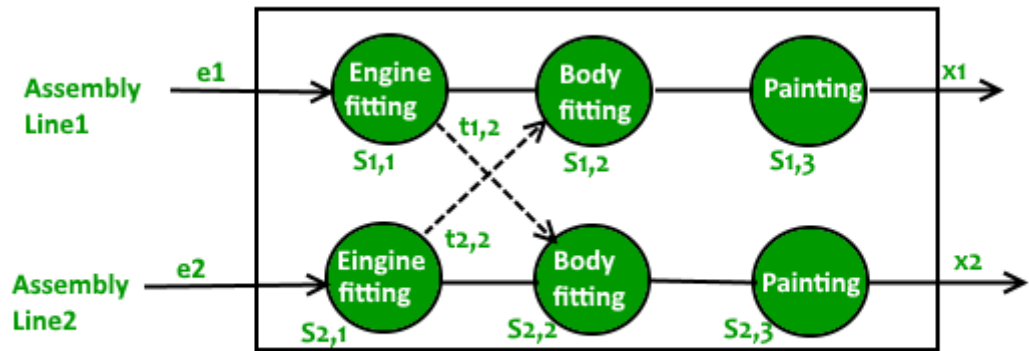 Assembly
Line1
e1
Engine
fitting
S1,1
t1,2
Body
fitting
S1,2
Painting
S1,3
x1
Assembly
Line2
e2
Eingine
fitting
S2,1
t2,2
Body
fitting
S2,2
Painting
S2,3
x2